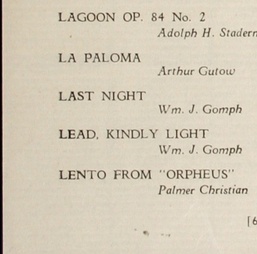 LAGOON OP. 84 No. 2
Adolph H.
LA PALOMA
Arthur Gutow
LAST NIGHT
Wm. J. Gomph
LEAD, KINDLY LIGHT
Wm. J. Gomph
LENTO FROM "ORPHEUS"
Palmer Christian
[6